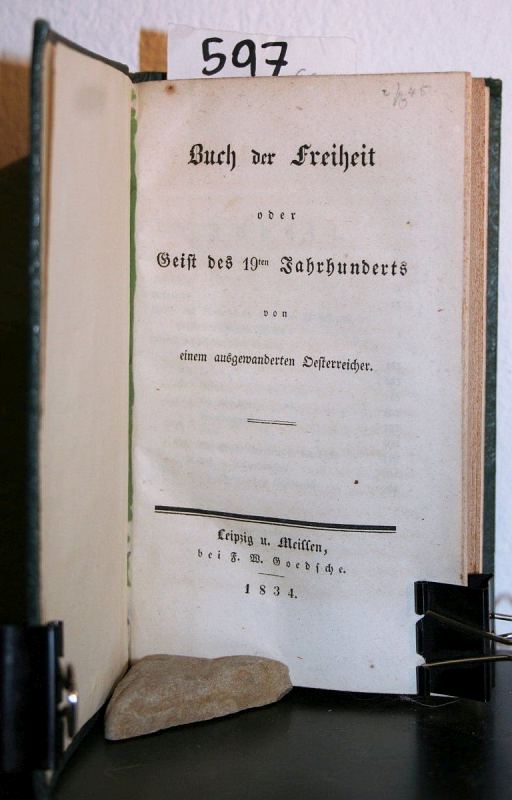 597
Buch der Freiheit
oder
Geist des 19ten Jahrhunderts
von
einem ausgewanderten Oesterreicher.
Leipzig u. Meissen,
bei F. W. Goedsche.
1834.